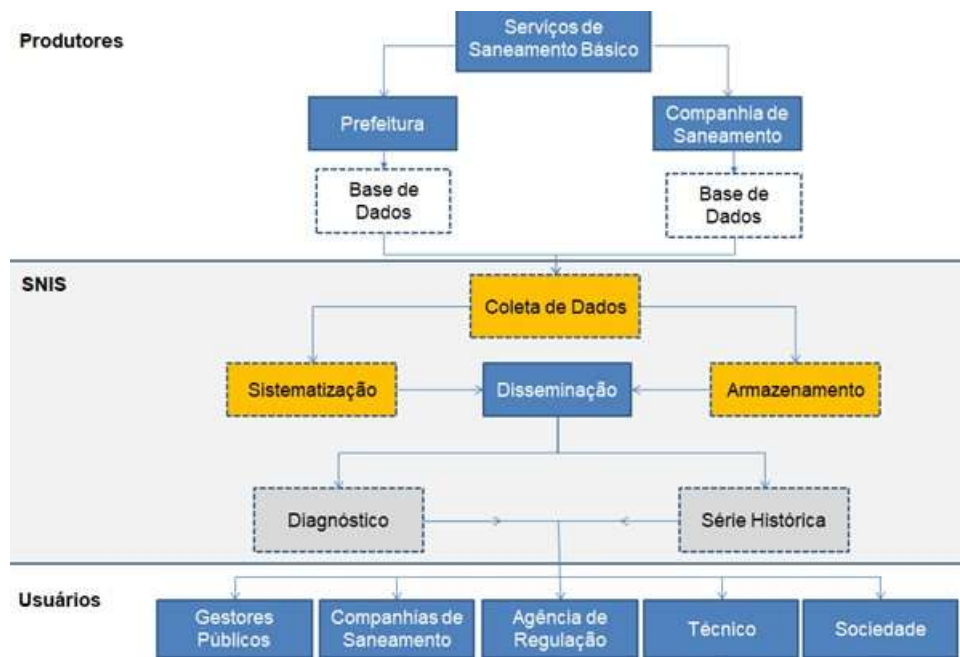 Produtores
Serviços de
Saneamento Básico
Prefeitura
Companhia de
Saneamento
Base de
Dados
Base de
Dados
SNIS
Coleta de Dados
Sistematização
Disseminação
Armazenamento
Diagnóstico
Série Histórica
Usuários
Gestores
Públicos
Companhias de
Saneamento
Agência de
Regulação
Técnico
Sociedade